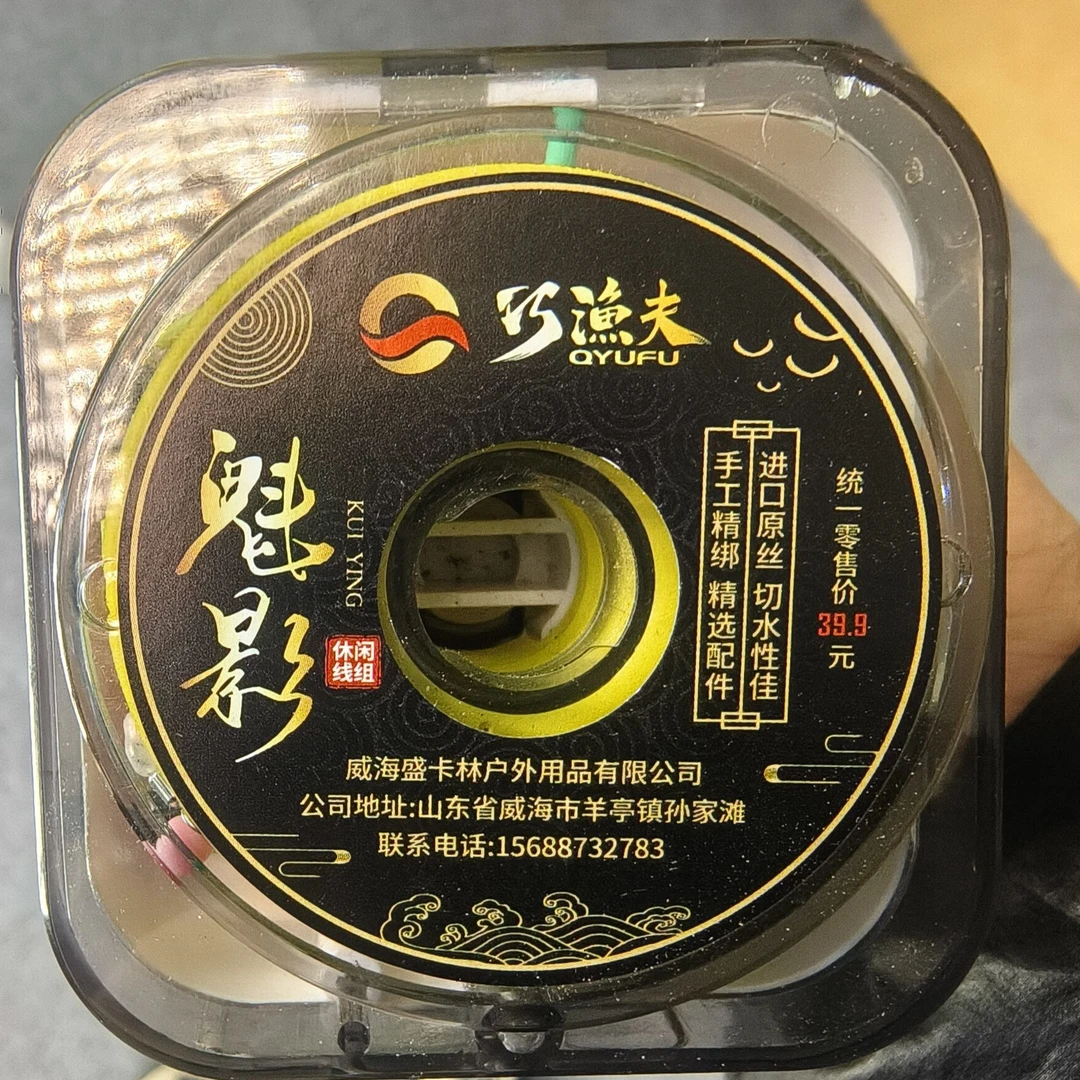 巧渔夫
QYUFU
魁影
KUI YING
休闲
线组
进口原丝 切水性佳
手工精绑 精选配件
统一零售价
39.9
元
威海盛卡林户外用品有限公司
公司地址:山东省威海市羊亭镇孙家滩
联系电话:15688732783